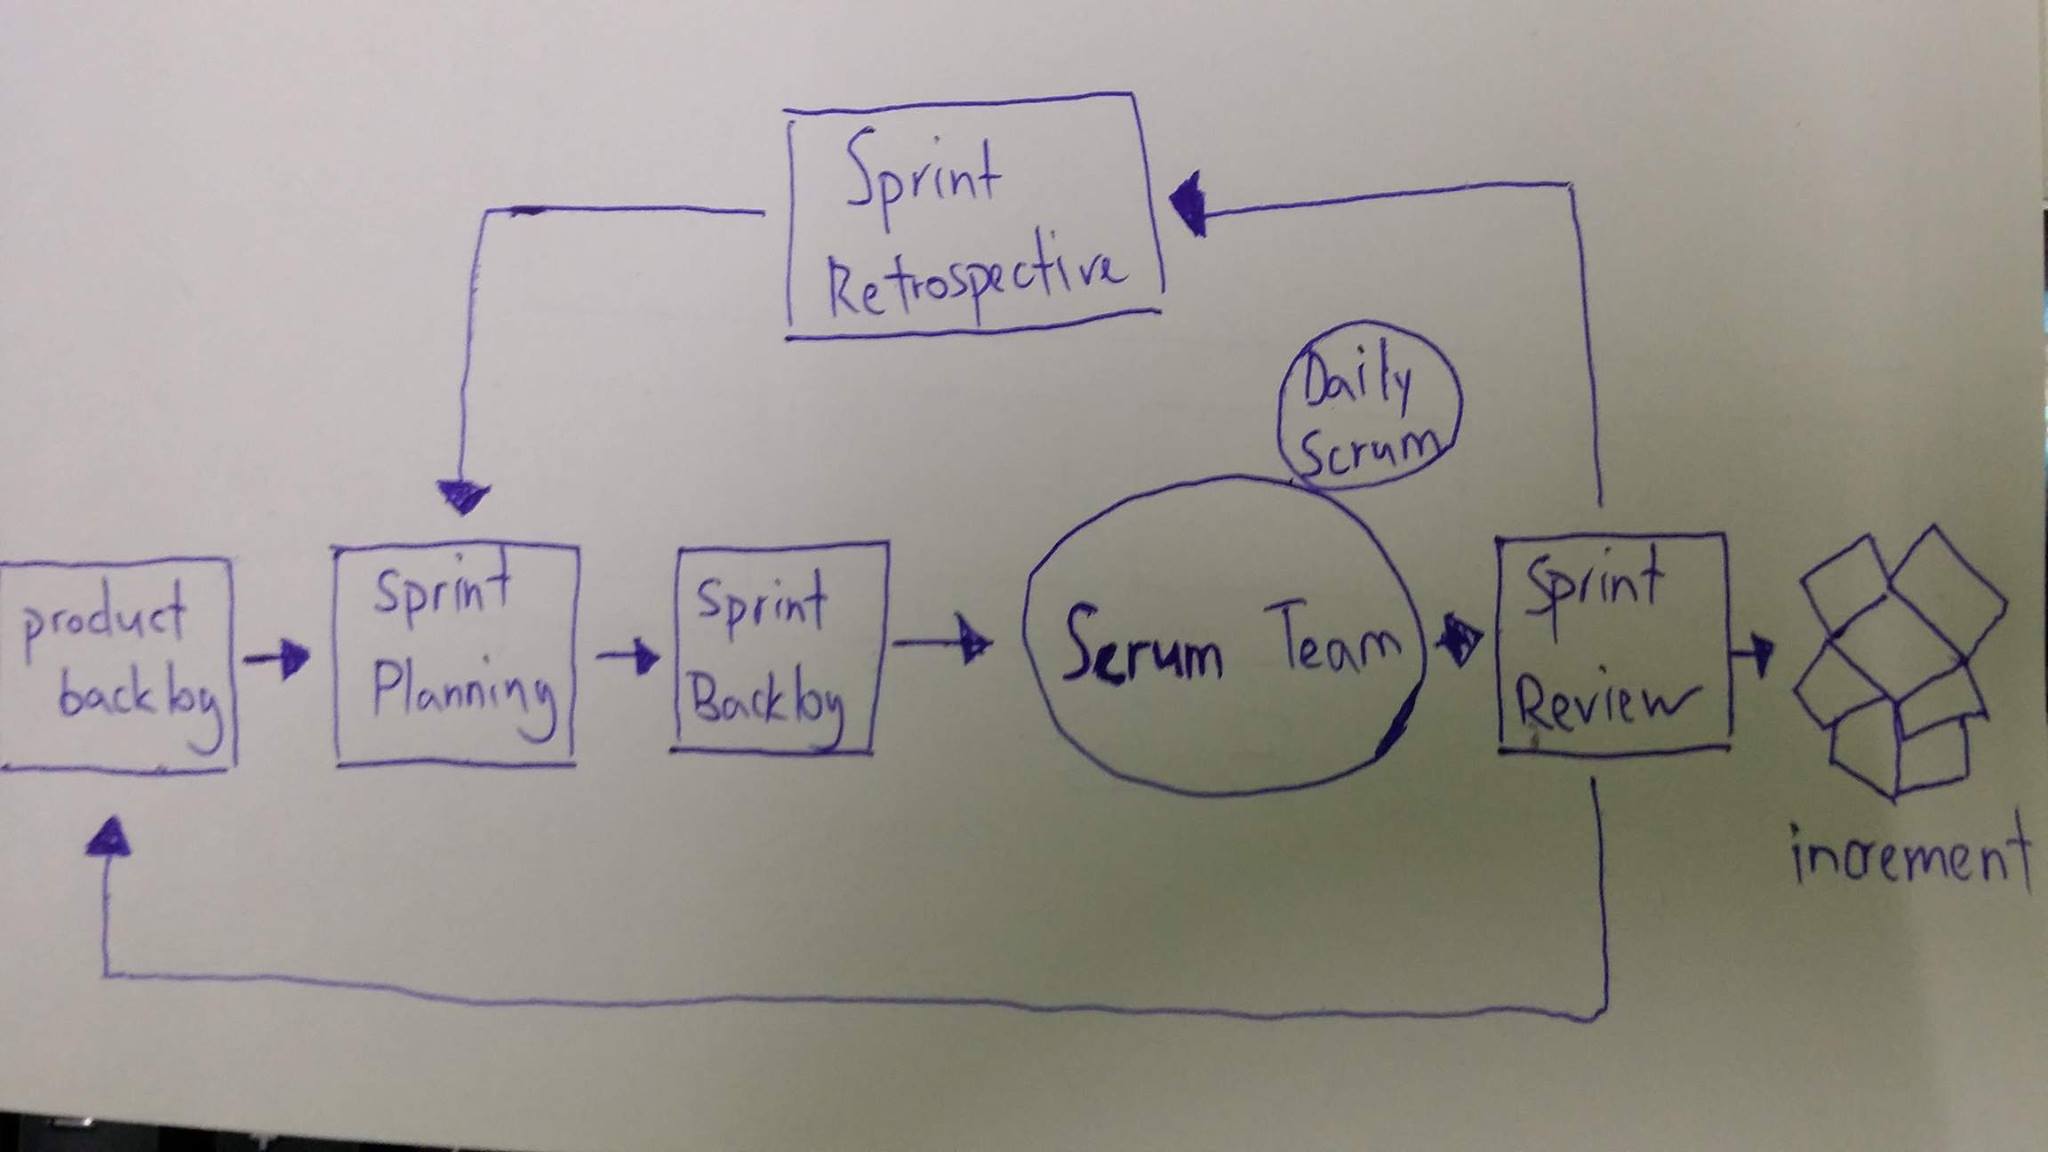 Sprint
Retrospective
Daily
Scrum
product
backlog
Sprint
Planning
Sprint
Backlog
Scrum Team
Sprint
Review
increment